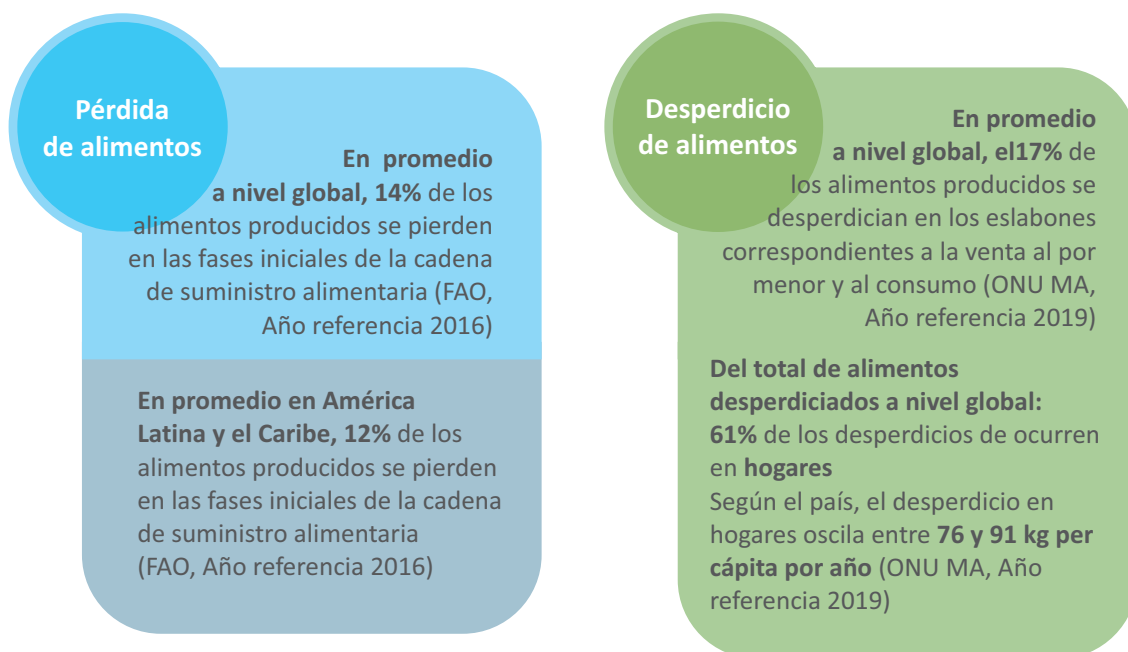 Pérdida
de alimentos
En promedio
a nivel global, 14% de los
alimentos producidos se pierden
en las fases iniciales de la cadena
de suministro alimentaria (FAO,
Año referencia 2016)
En promedio en América
Latina y el Caribe, 12% de los
alimentos producidos se pierden
en las fases iniciales de la cadena
de suministro alimentaria
(FAO, Año referencia 2016)
Desperdicio
de alimentos
En promedio
a nivel global, el17% de
los alimentos producidos se
desperdician en los eslabones
correspondientes a la venta al por
menor y al consumo (ONU MA,
Año referencia 2019)
Del total de alimentos
desperdiciados a nivel global:
61% de los desperdicios de ocurren
en hogares
Según el país, el desperdicio en
hogares oscila entre 76 y 91 kg per
cápita por año (ONU MA, Año
referencia 2019)